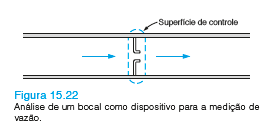 Superfície de controle
Figura 15.22
Análise de um bocal como dispositivo para a medição de
vazão.